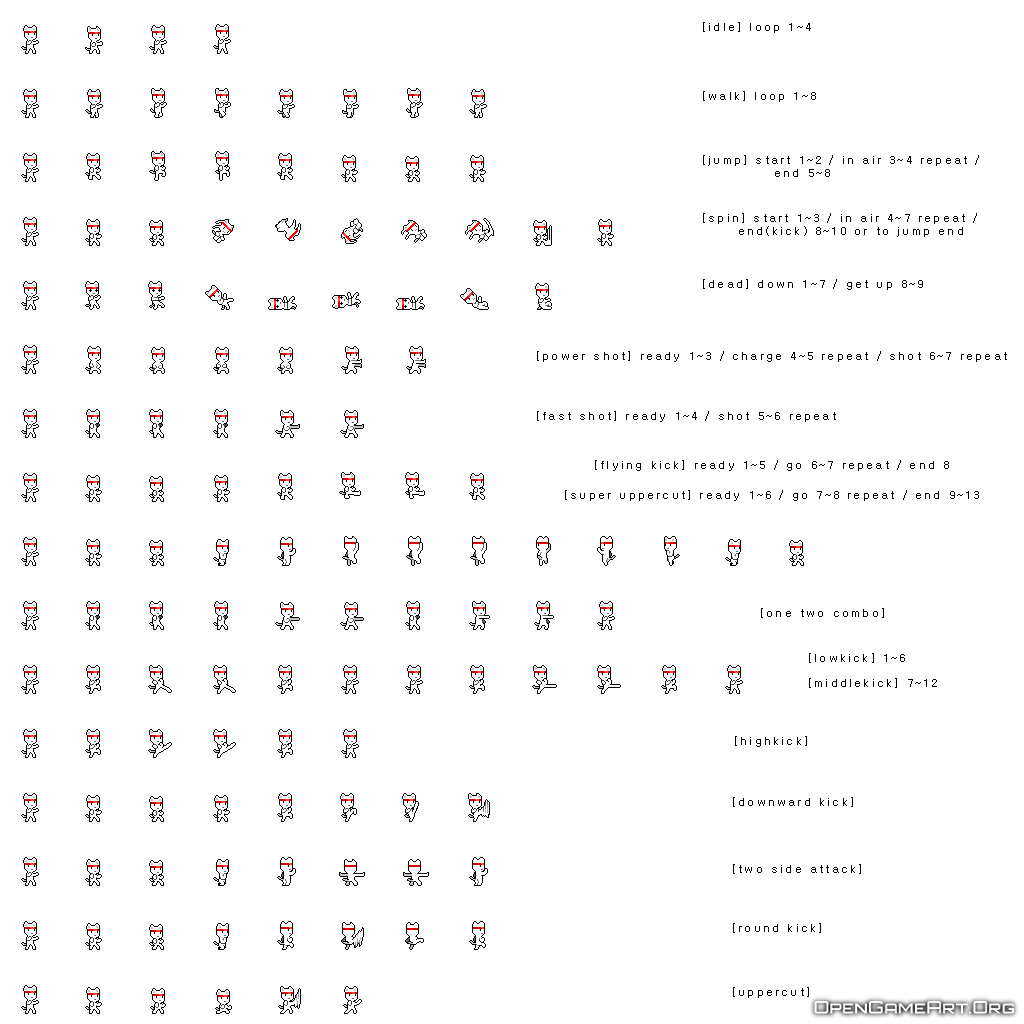 [idle] loop 1~4
[walk] loop 1~8
[jump] start 1~2 / in air 3~4 repeat /
end 5~8
[spin] start 1~3 / in air 4~7 repeat /
end(kick) 8~10 or to jump end
[dead] down 1~7 / get up 8~9
[power shot] ready 1~3 / charge 4~5 repeat / shot 6~7 repeat
[fast shot] ready 1~4 / shot 5~6 repeat
[flying kick] ready 1~5 / go 6~7 repeat / end 8
[super uppercut] ready 1~6 / go 7~8 repeat / end 9~13
[one two combo]
[lowkick] 1~6
[middlekick] 7~12
[highkick]
[downward kick]
[two side attack]
[round kick]
[uppercut]
OpenGameArt.Org